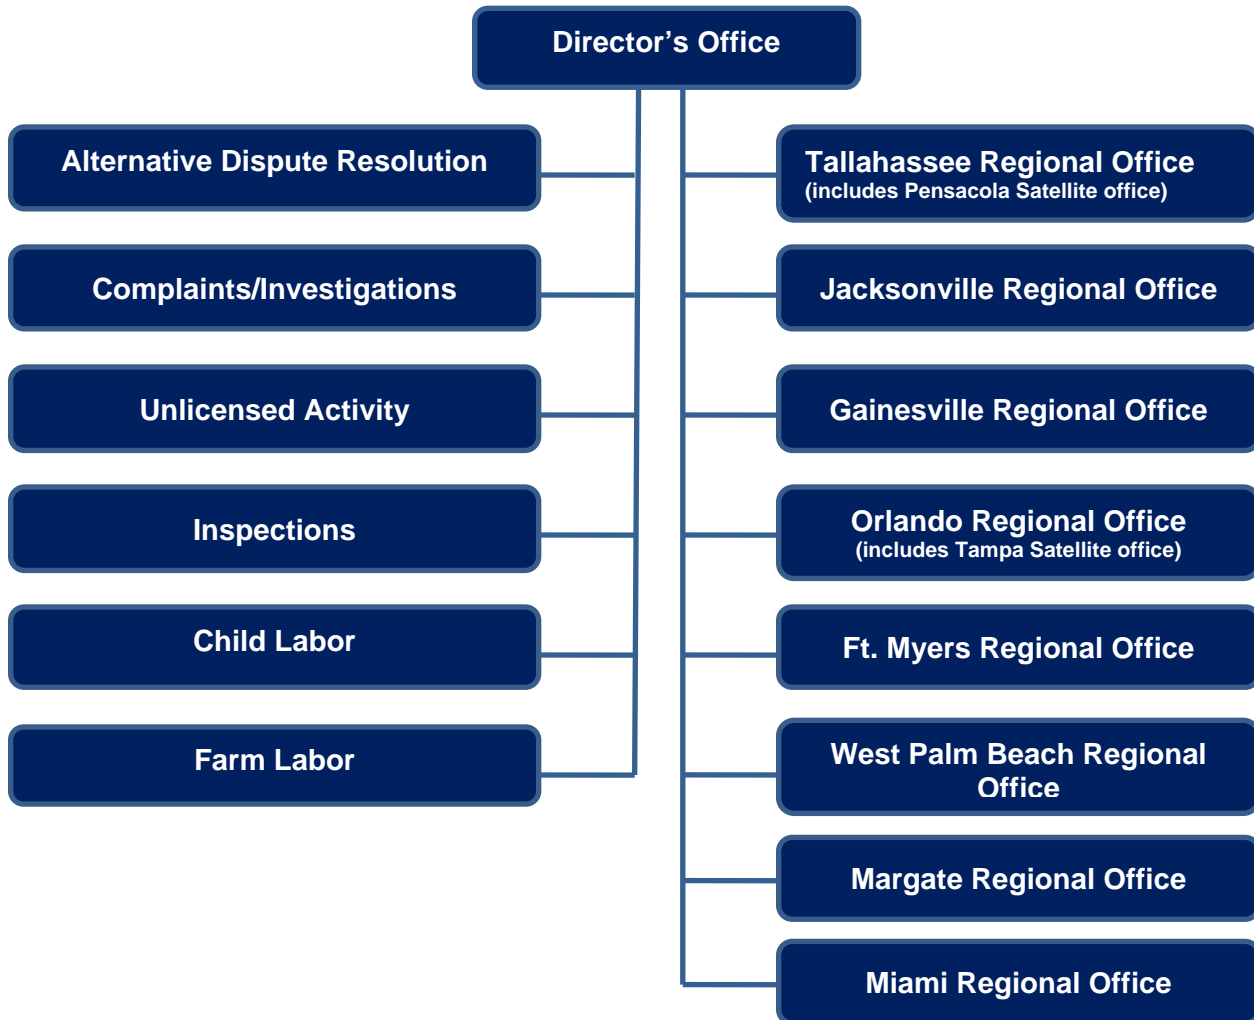 Director’s Office
Alternative Dispute Resolution
Complaints/Investigations
Unlicensed Activity
Inspections
Child Labor
Farm Labor
Tallahassee Regional Office
(includes Pensacola Satellite office)
Jacksonville Regional Office
Gainesville Regional Office
Orlando Regional Office
(includes Tampa Satellite office)
Ft. Myers Regional Office
West Palm Beach Regional
Office
Margate Regional Office
Miami Regional Office